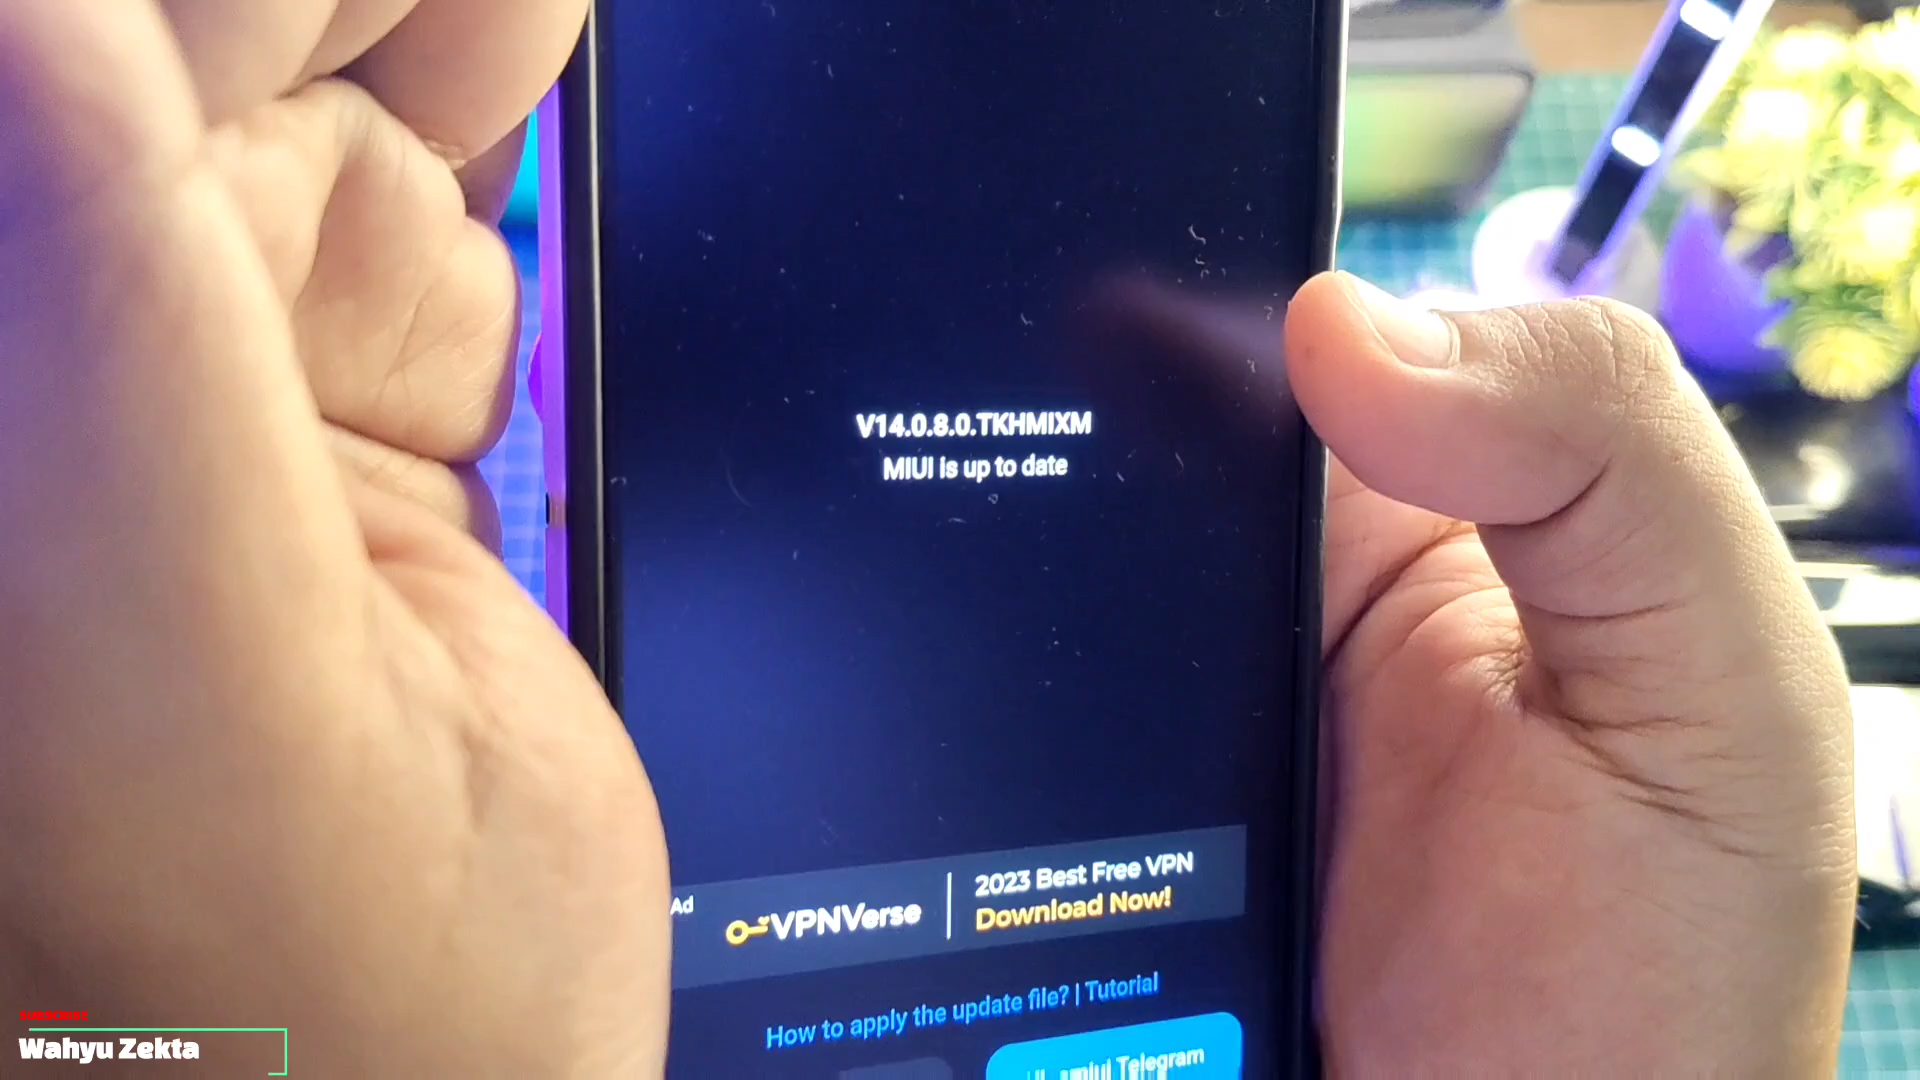 V14.0.8.0.TKHMIXM
MIUI is up to date
Ad
VPNVerse
2023 Best Free VPN
Download Now!
How to apply the update file? | Tutorial
Telegram
SUBSCRIBE
Wahyu Zekta